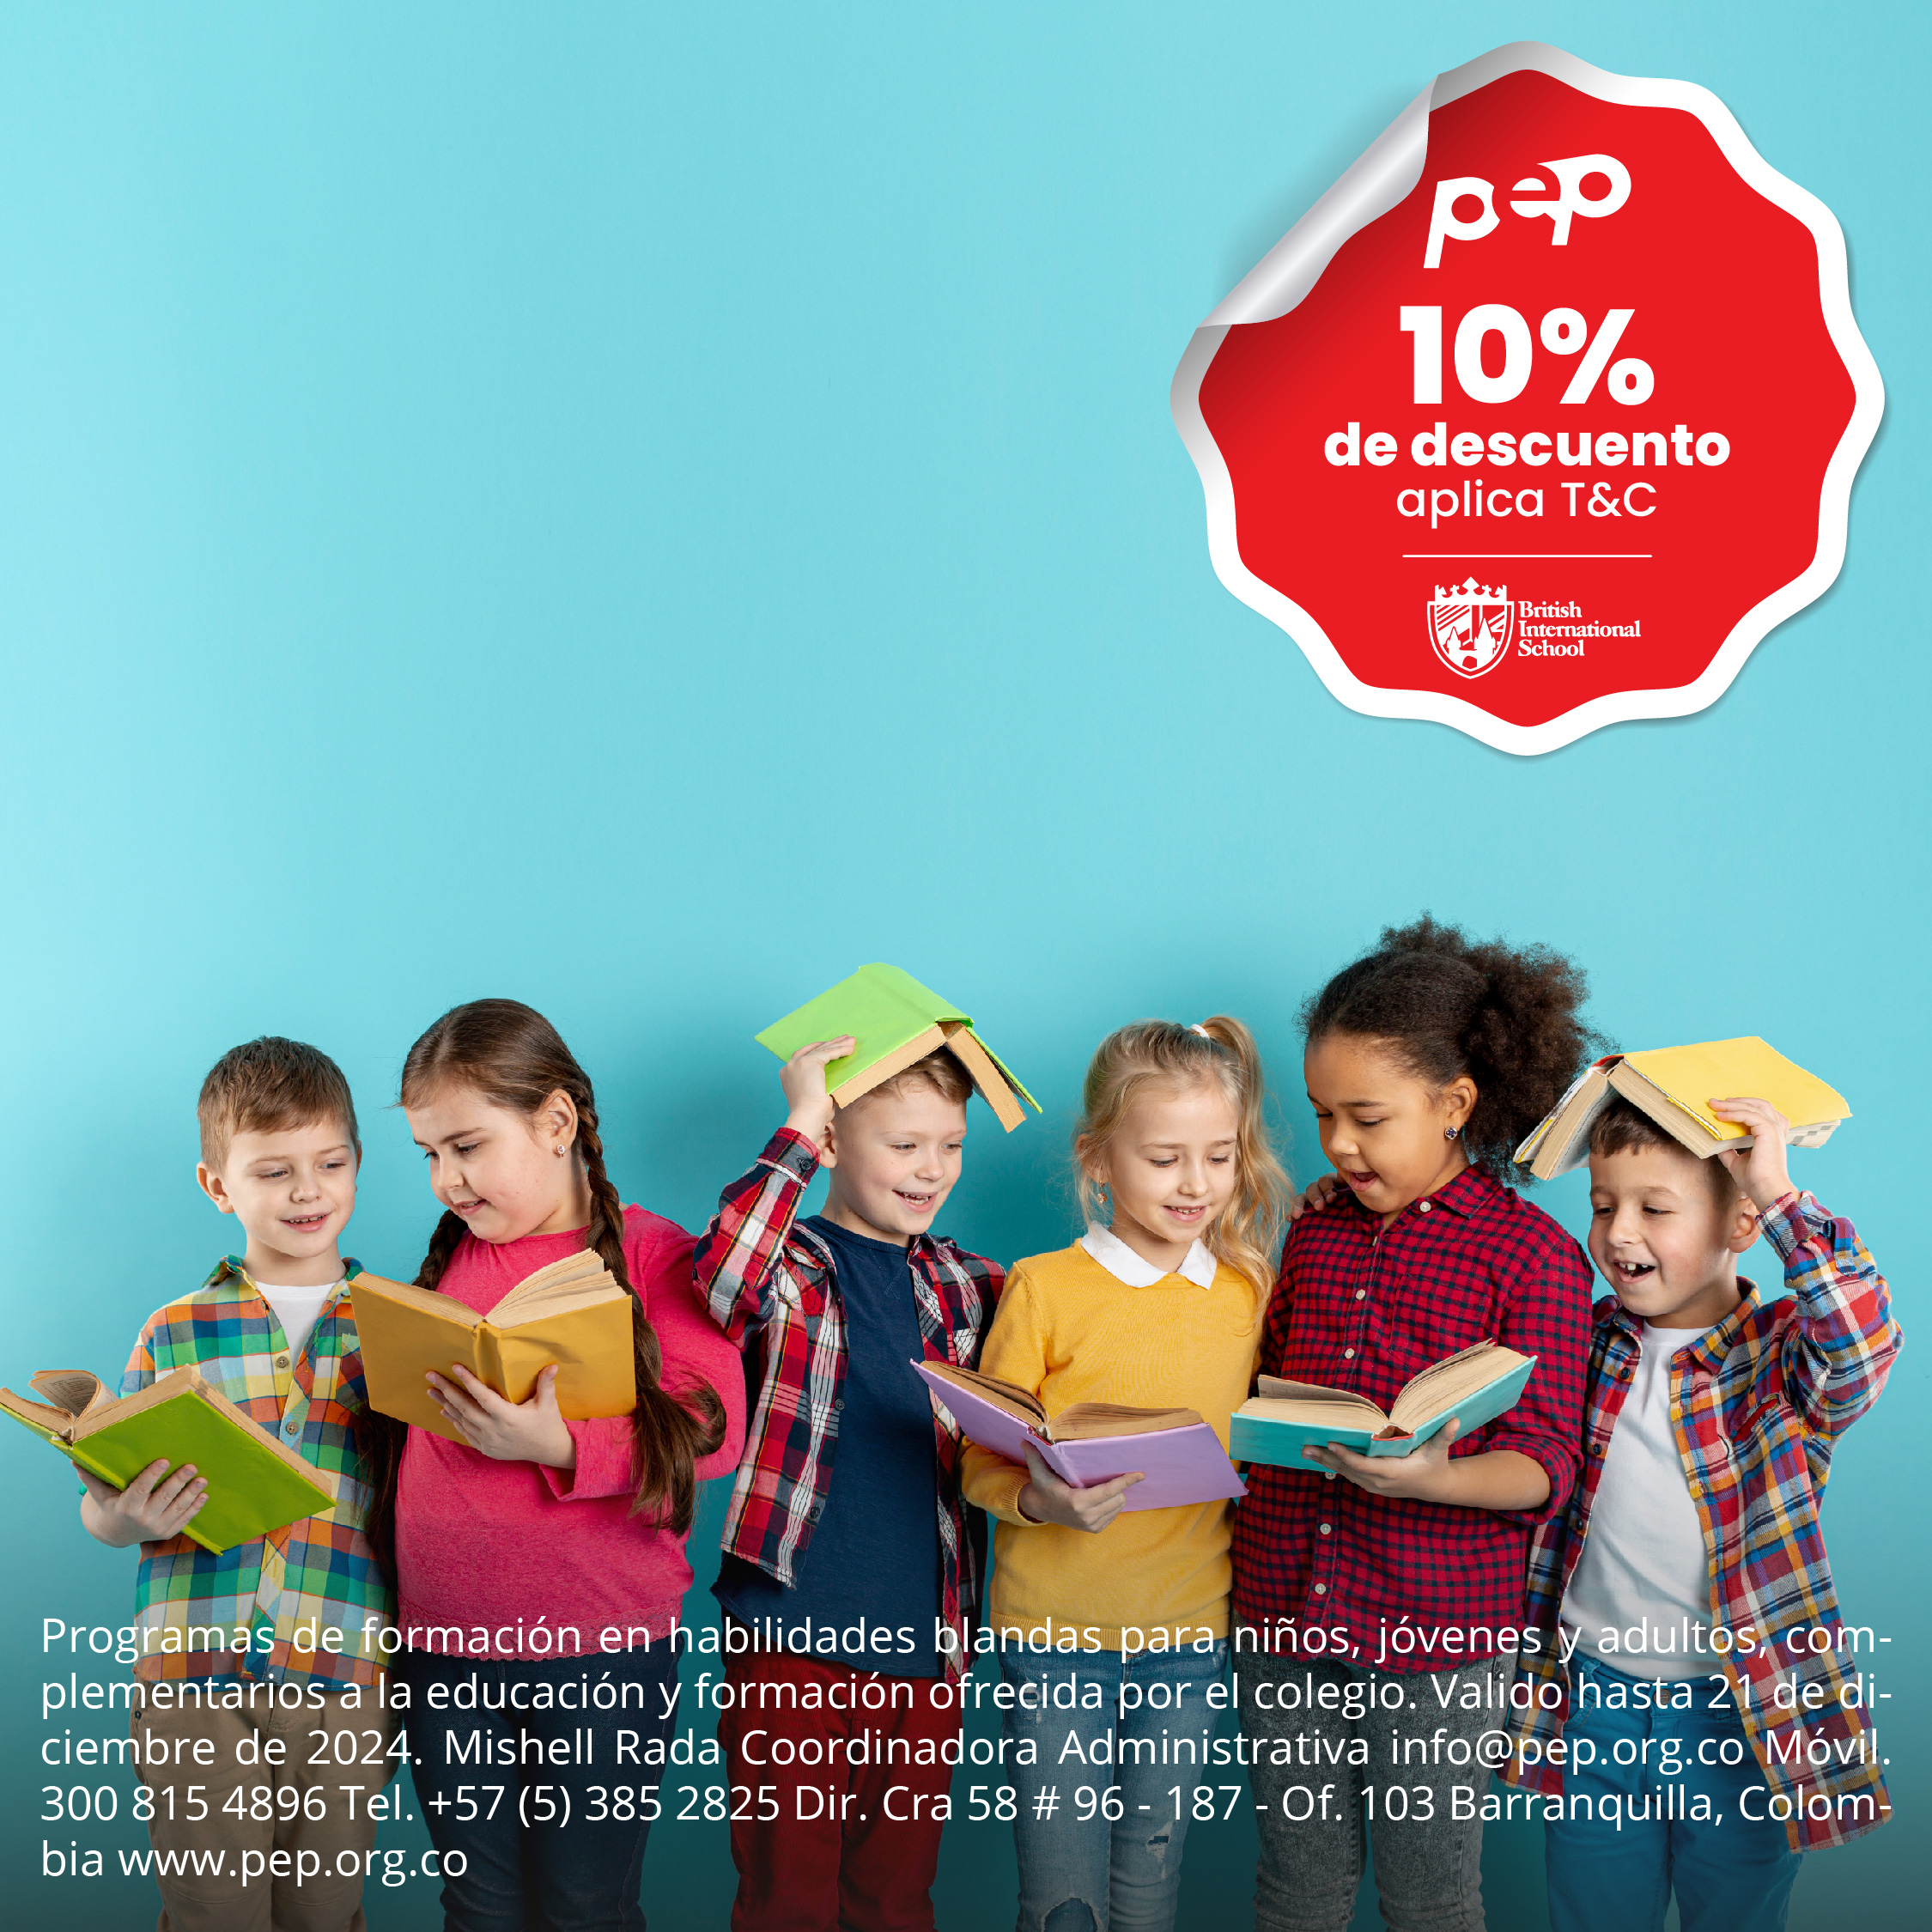 pep
10%
de descuento
aplica T&C
British
International
School
Programas de formación en habilidades blandas para niños, jóvenes y adultos, com-
plementarios a la educación y formación ofrecida por el colegio. Valido hasta 21 de di-
ciembre de 2024. Mishell Rada Coordinadora Administrativa info@pep.org.co Móvil.
300 815 4896 Tel. +57 (5) 385 2825 Dir. Cra 58 # 96 - 187 - Of. 103 Barranquilla, Colom-
bia www.pep.org.co